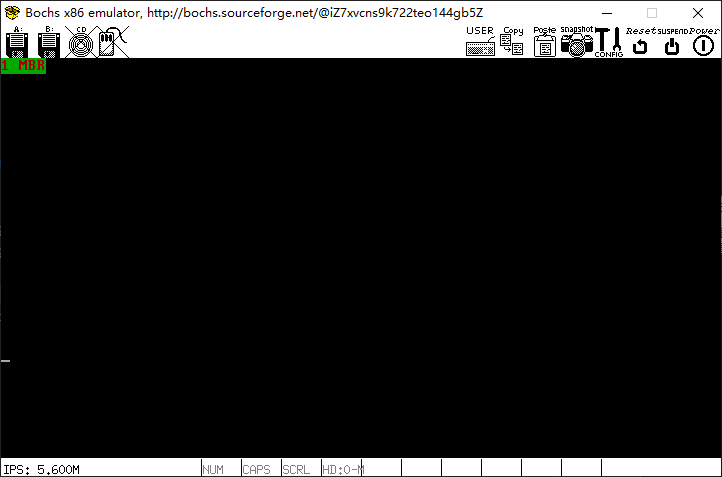 Bochs x86 emulator, http://bochs.sourceforge.net/@iZ7xvcns9k722teo144gb5Z
A: B: CD USER Copy Paste snapshot CONFIG Reset SUSPEND Power
1 MBR
IPS: 5.600M NUM CAPS SCRL HD:0-M